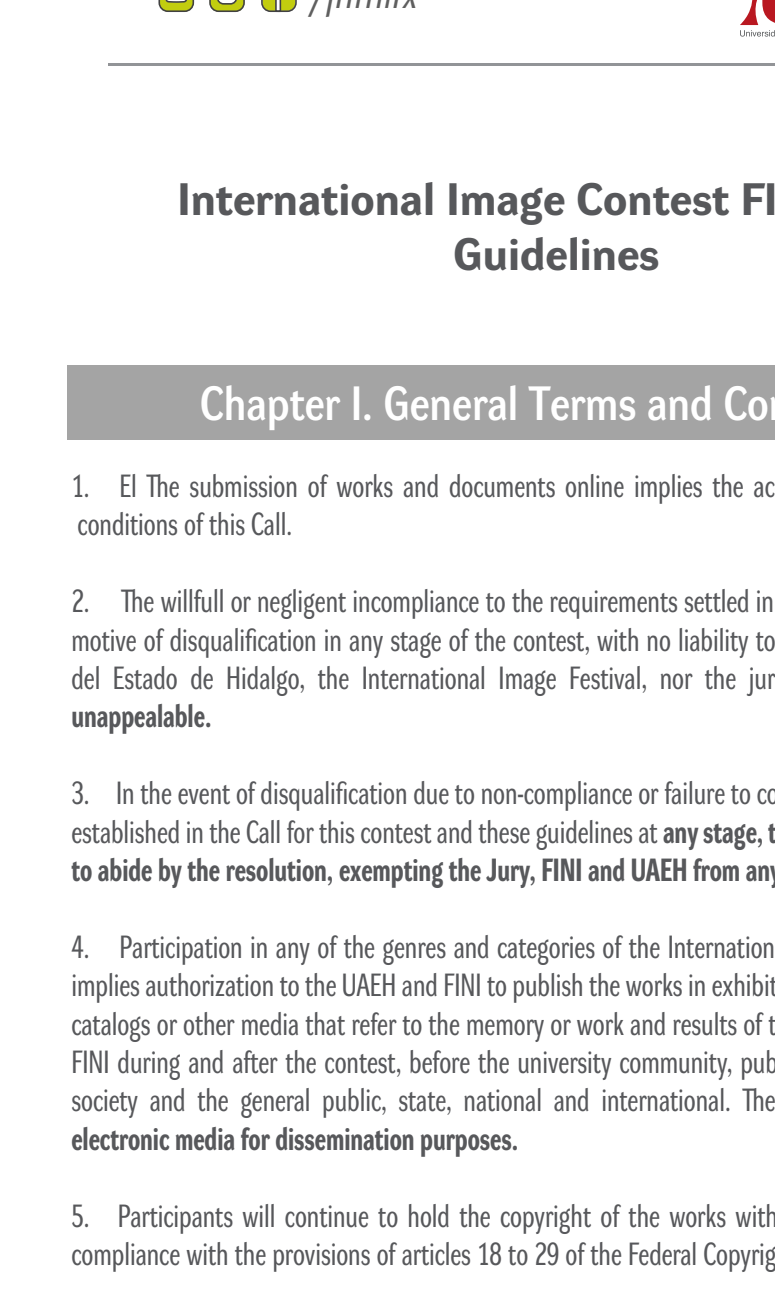 Universid
International Image Contest FI
Guidelines
Chapter I. General Terms and Con
1. El The submission of works and documents online implies the ac
conditions of this Call.
2. The willfull or negligent incompliance to the requirements settled in
motive of disqualification in any stage of the contest, with no liability to
del Estado de Hidalgo, the International Image Festival, nor the jur
unappealable.
3. In the event of disqualification due to non-compliance or failure to co
established in the Call for this contest and these guidelines at any stage, t
to abide by the resolution, exempting the Jury, FINI and UAEH from any
4. Participation in any of the genres and categories of the Internation
implies authorization to the UAEH and FINI to publish the works in exhibit
catalogs or other media that refer to the memory or work and results of t
FINI during and after the contest, before the university community, pub
society and the general public, state, national and international. The
electronic media for dissemination purposes.
5. Participants will continue to hold the copyright of the works with
compliance with the provisions of articles 18 to 29 of the Federal Copyrig